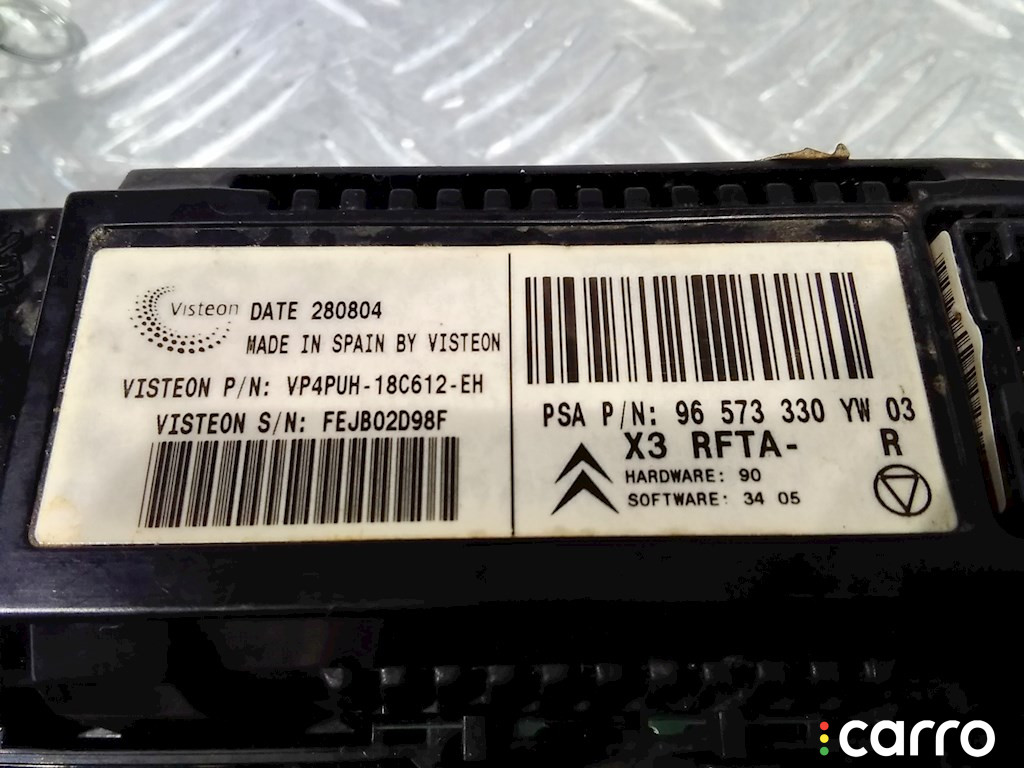 Visteon
DATE 280804
MADE IN SPAIN BY VISTEON
VISTEON P/N: VP4PUH-18C612-EH
VISTEON S/N: FEJB02D98F
PSA P/N: 96 573 330 YW 03
X3 RFTA- R
HARDWARE: 90
SOFTWARE: 34 05
carro